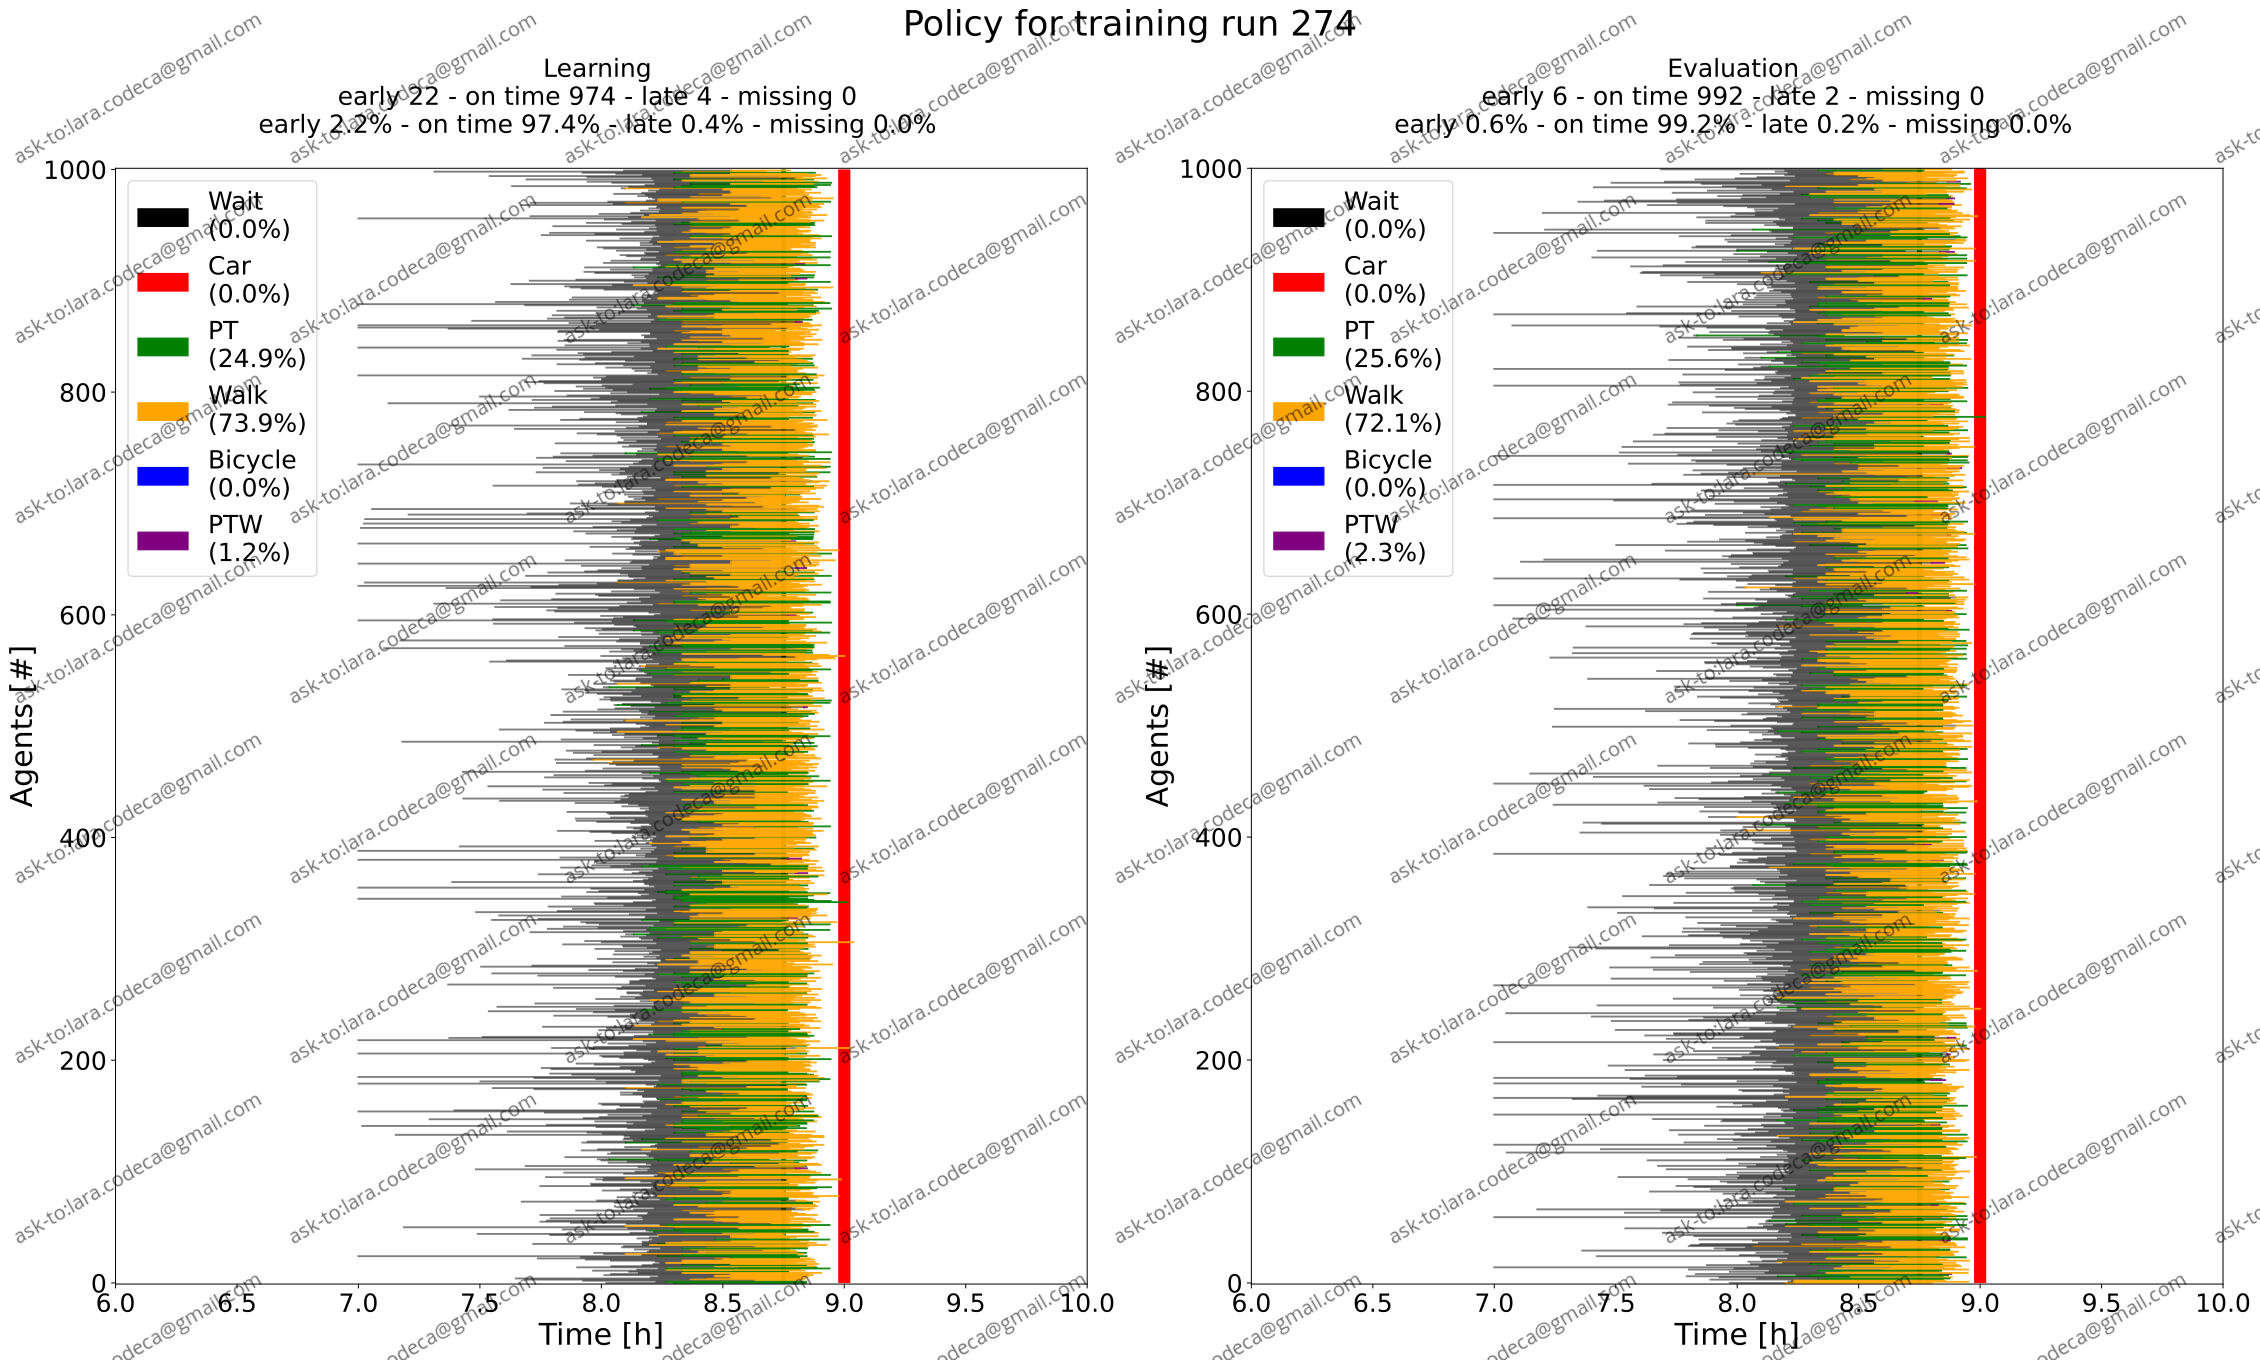 Policy for training run 274
Learning
early 22 - on time 974 - late 4 - missing 0
early 2.2% - on time 97.4% - late 0.4% - missing 0.0%
1000
800
600
400
200
0
Agents [#]
Wait
(0.0%)
Car
(0.0%)
PT
(24.9%)
Walk
(73.9%)
Bicycle
(0.0%)
PTW
(1.2%)
6.0 6.5 7.0 7.5 8.0 8.5 9.0 9.5 10.0
Time [h]
Evaluation
early 6 - on time 992 - late 2 - missing 0
early 0.6% - on time 99.2% - late 0.2% - missing 0.0%
1000
800
600
400
200
0
Agents [#]
Wait
(0.0%)
Car
(0.0%)
PT
(25.6%)
Walk
(72.1%)
Bicycle
(0.0%)
PTW
(2.3%)
6.0 6.5 7.0 7.5 8.0 8.5 9.0 9.5 10.0
Time [h]
ask-to:lara.codeca@gmail.com